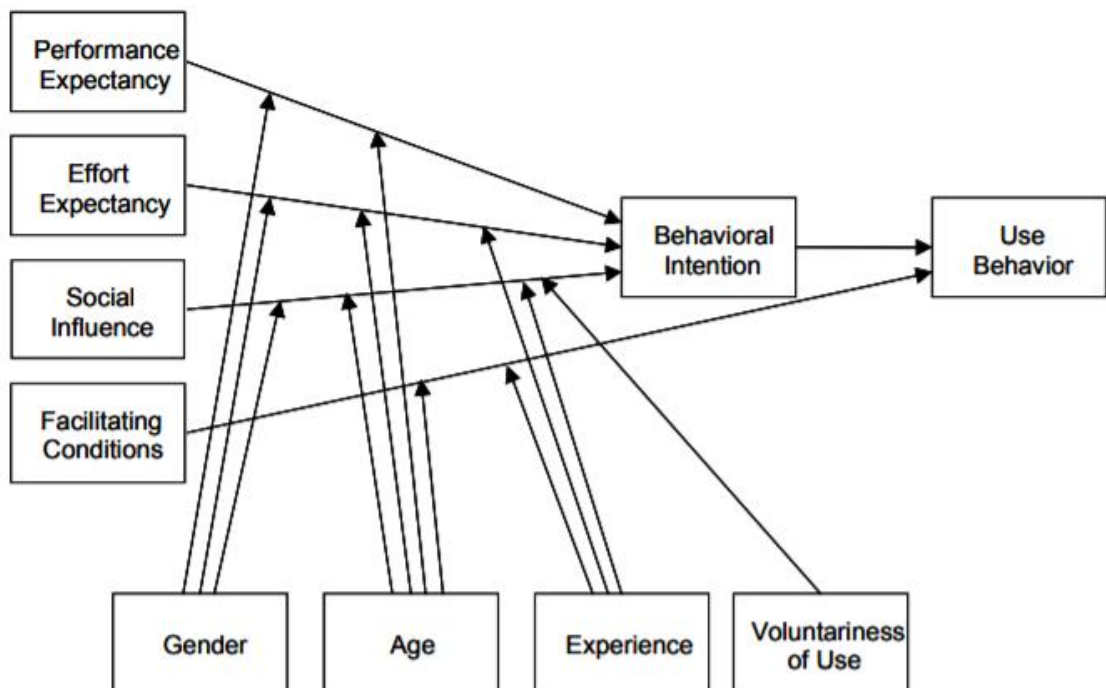 Performance
Expectancy
Effort
Expectancy
Social
Influence
Facilitating
Conditions
Behavioral
Intention
Use
Behavior
Gender
Age
Experience
Voluntariness
of Use